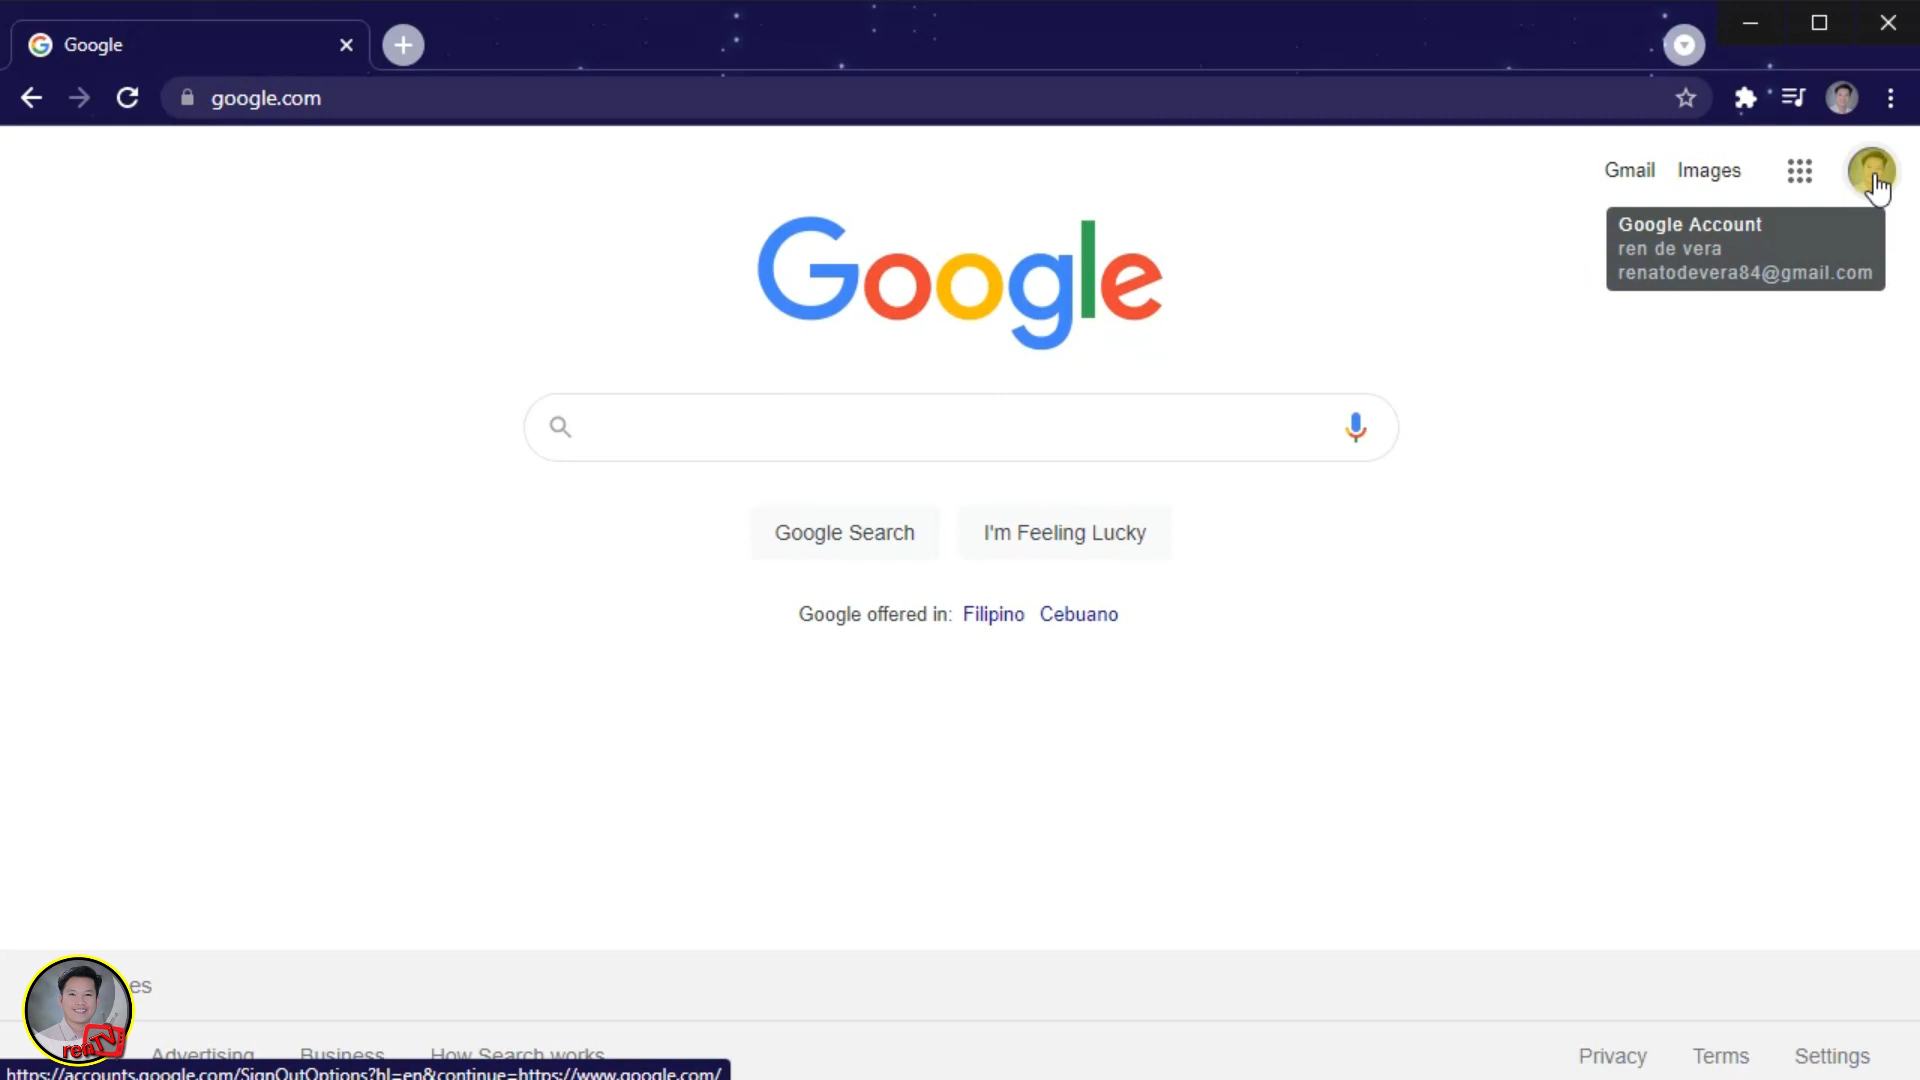 Google
google.com
Gmail Images
Google Account
ren de vera
renatodevera84@gmail.com
Google
Google Search I'm Feeling Lucky
Google offered in: Filipino Cebuano
es
renTV
Advertising Business How Search works Privacy Terms Settings
https://accounts.google.com/SignOutOptions?hl=en&continue=https://www.google.com/